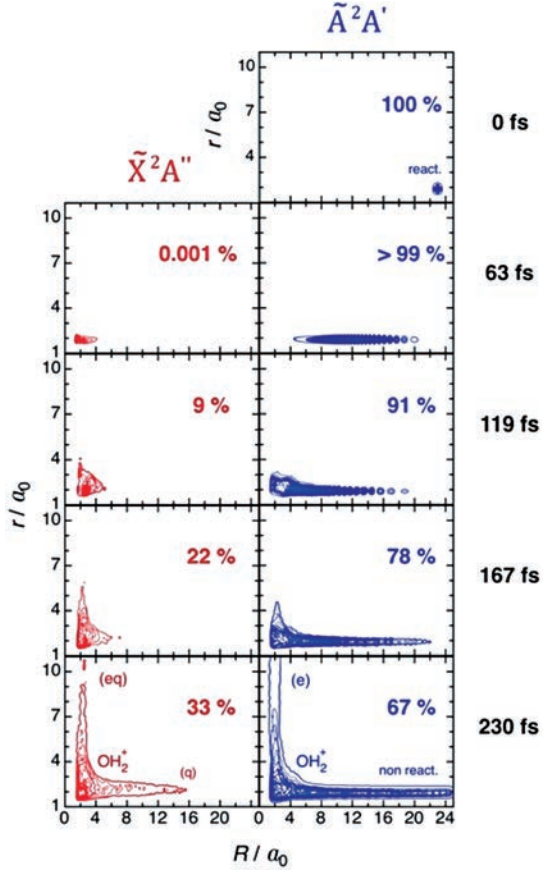 Ã ²A'
11
7
4
r / a₀
100 %
react.
0 fs
X̃ ²A''
10
7
4
1
0.001 %
> 99 %
63 fs
10
7
4
1
9 %
91 %
119 fs
r / a₀
10
7
4
1
22 %
78 %
167 fs
10
7
4
1
(eq)
33 %
OH₂⁺
(q)
(e)
67 %
OH₂⁺
non react.
230 fs
0 4 8 12 16 20 0 4 8 12 16 20 24
R / a₀